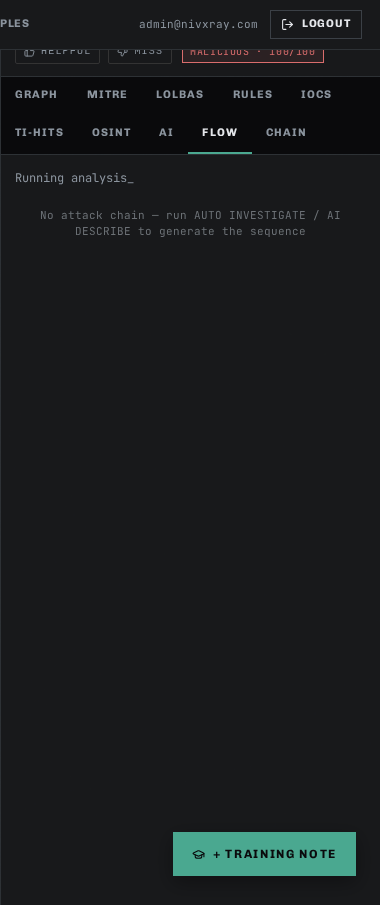 PLES admin@nivxray.com LOGOUT
HELPFUL MISS MALICIOUS · 100/100
GRAPH MITRE LOLBAS RULES IOCS
TI-HITS OSINT AI FLOW CHAIN
Running analysis_
No attack chain — run AUTO INVESTIGATE / AI
DESCRIBE to generate the sequence
+ TRAINING NOTE